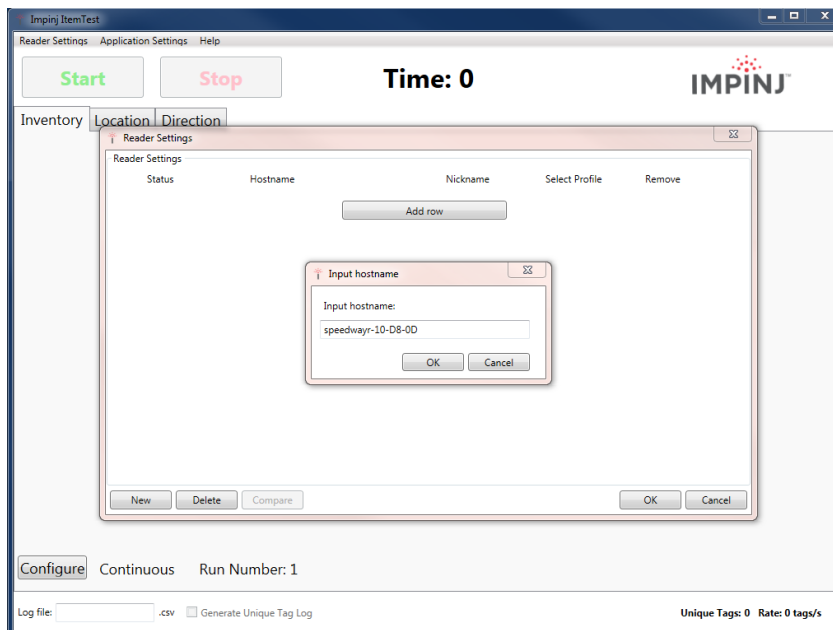 Impinj ItemTest
Reader Settings Application Settings Help
Start Stop Time: 0 IMPINJ™
Inventory Location Direction
Reader Settings
Reader Settings
Status Hostname Nickname Select Profile Remove
Add row
Input hostname
Input hostname:
speedwayr-10-D8-0D
OK Cancel
New Delete Compare OK Cancel
Configure Continuous Run Number: 1
Log file: .csv Generate Unique Tag Log Unique Tags: 0 Rate: 0 tags/s